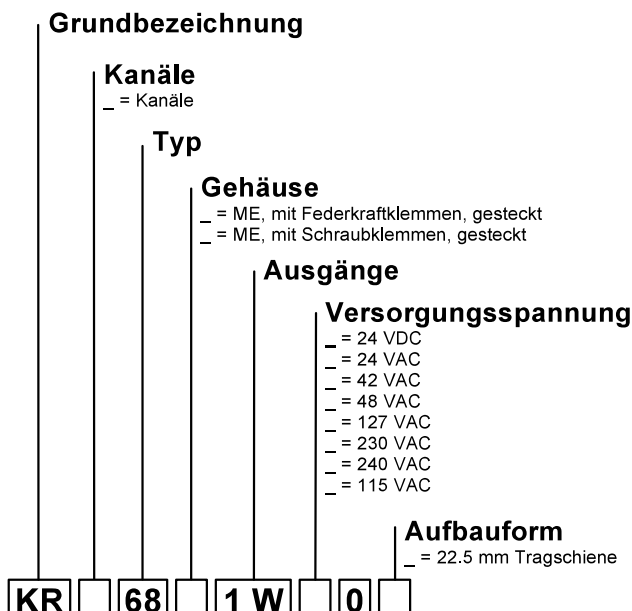 Grundbezeichnung
Kanäle
_ = Kanäle
Typ
Gehäuse
_ = ME, mit Federkraftklemmen, gesteckt
_ = ME, mit Schraubklemmen, gesteckt
Ausgänge
Versorgungsspannung
_ = 24 VDC
_ = 24 VAC
_ = 42 VAC
_ = 48 VAC
_ = 127 VAC
_ = 230 VAC
_ = 240 VAC
_ = 115 VAC
Aufbauform
_ = 22.5 mm Tragschiene
KR 68 1 W 0